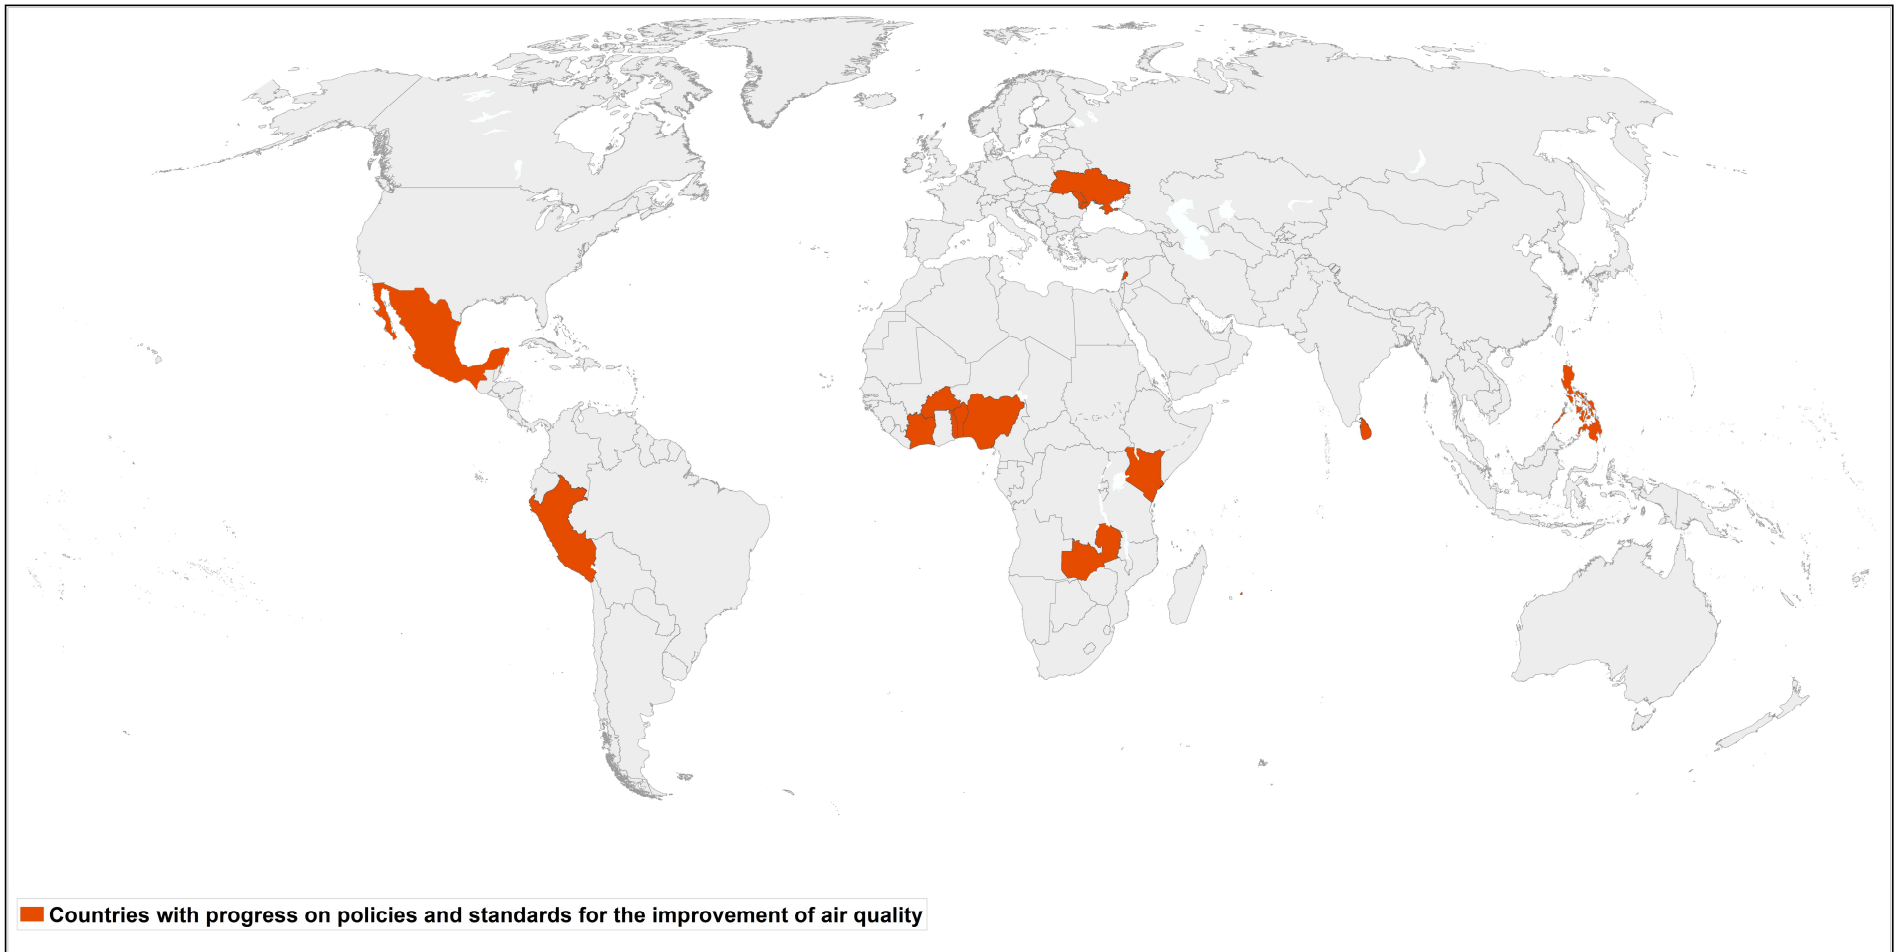 Countries with progress on policies and standards for the improvement of air quality